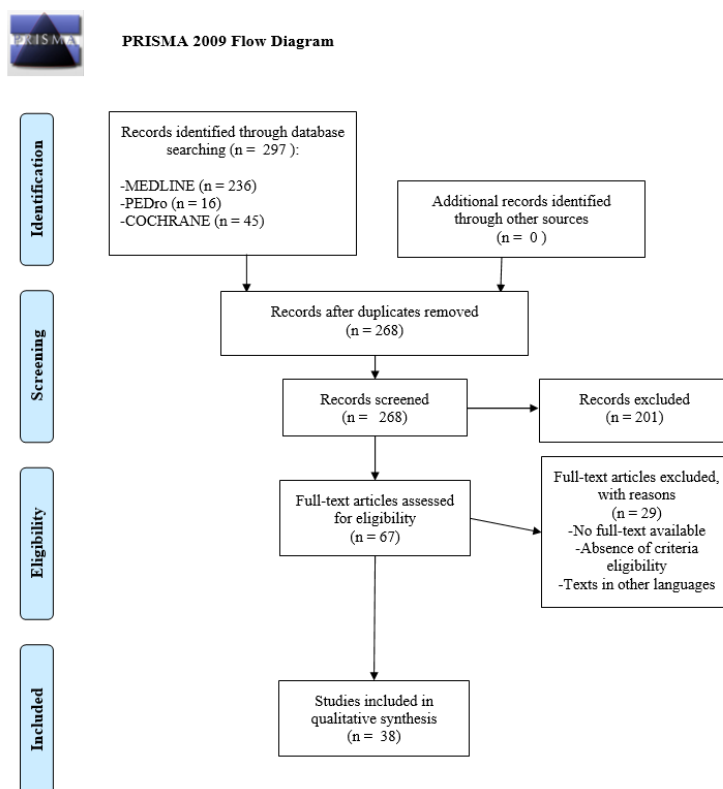 PRISMA
PRISMA 2009 Flow Diagram
Identification
Records identified through database
searching (n = 297 ):
-MEDLINE (n = 236)
-PEDro (n = 16)
-COCHRANE (n = 45)
Additional records identified
through other sources
(n = 0 )
Screening
Records after duplicates removed
(n = 268)
Records screened
(n = 268)
Records excluded
(n = 201)
Eligibility
Full-text articles assessed
for eligibility
(n = 67)
Full-text articles excluded,
with reasons
(n = 29)
-No full-text available
-Absence of criteria
eligibility
-Texts in other languages
Included
Studies included in
qualitative synthesis
(n = 38)